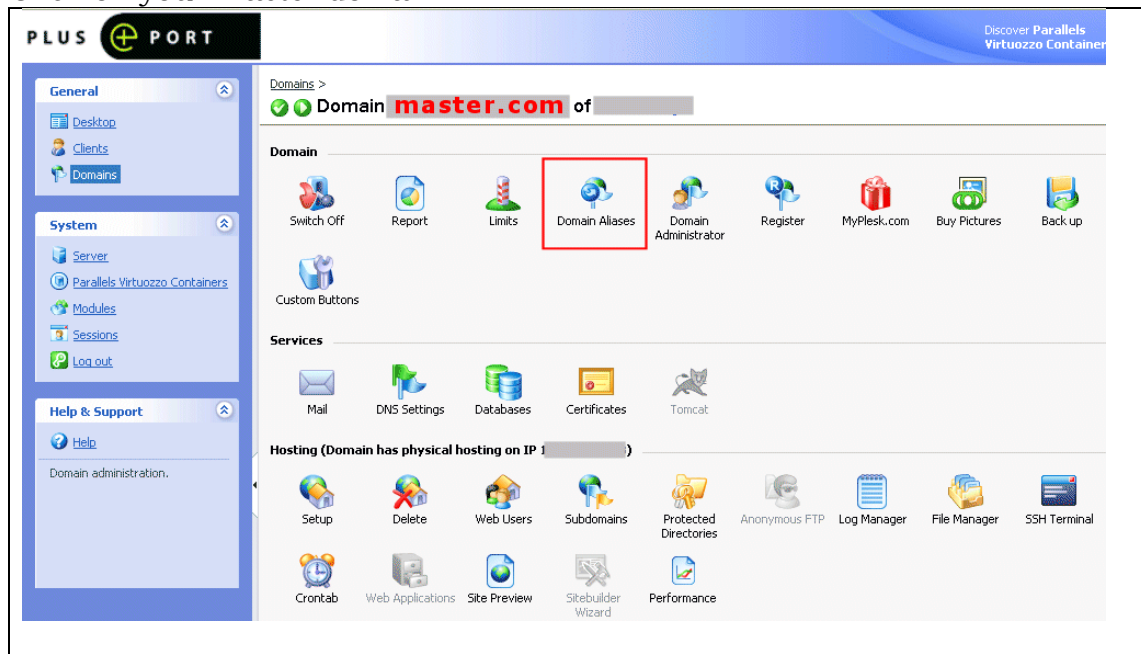 PLUS PORT
Discover Parallels
Virtuozzo Container
General
Desktop
Clients
Domains
System
Server
Parallels Virtuozzo Containers
Modules
Sessions
Log out
Help & Support
Help
Domain administration.
Domains >
Domain master.com of
Domain
Switch Off Report Limits Domain Aliases Domain Administrator Register MyPlesk.com Buy Pictures Back up
Custom Buttons
Services
Mail DNS Settings Databases Certificates Tomcat
Hosting (Domain has physical hosting on IP 1 )
Setup Delete Web Users Subdomains Protected Directories Anonymous FTP Log Manager File Manager SSH Terminal
Crontab Web Applications Site Preview Sitebuilder Wizard Performance